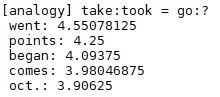 [analogy] take:took = go:?
went: 4.55078125
points: 4.25
began: 4.09375
comes: 3.98046875
oct.: 3.90625